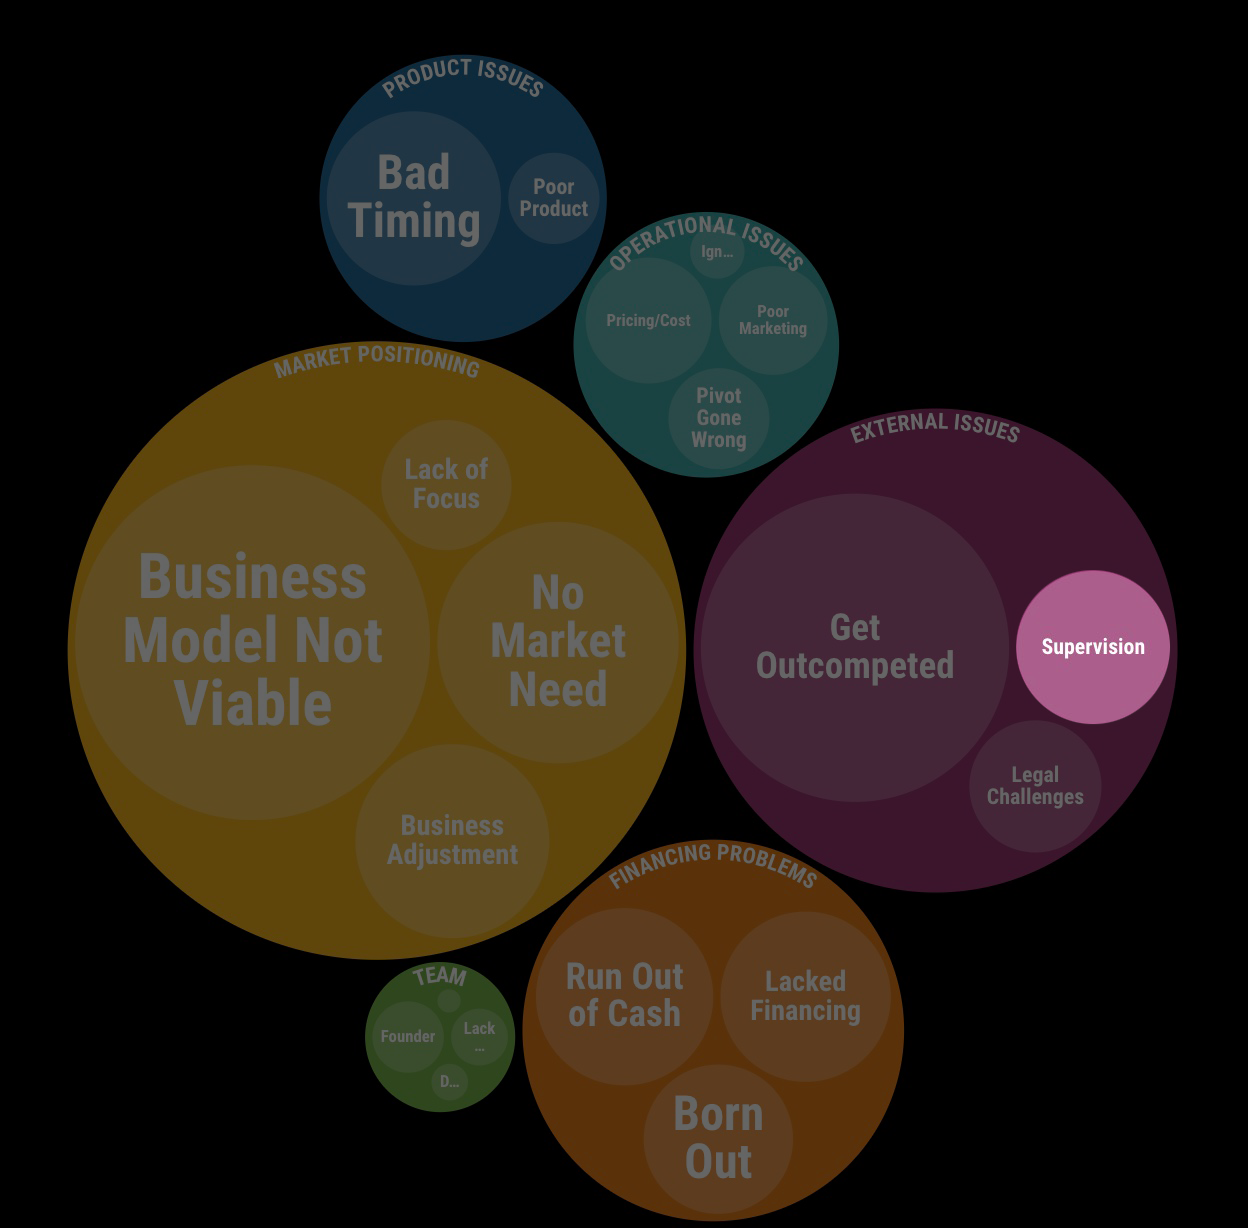 PRODUCT ISSUES
Bad
Timing
Poor
Product
OPERATIONAL ISSUES
Ign...
Pricing/Cost
Poor
Marketing
Pivot
Gone
Wrong
MARKET POSITIONING
Lack of
Focus
Business
Model Not
Viable
No
Market
Need
Business
Adjustment
EXTERNAL ISSUES
Get
Outcompeted
Supervision
Legal
Challenges
FINANCING PROBLEMS
Run Out
of Cash
Lacked
Financing
Born
Out
TEAM
Founder
Lack
...
D...